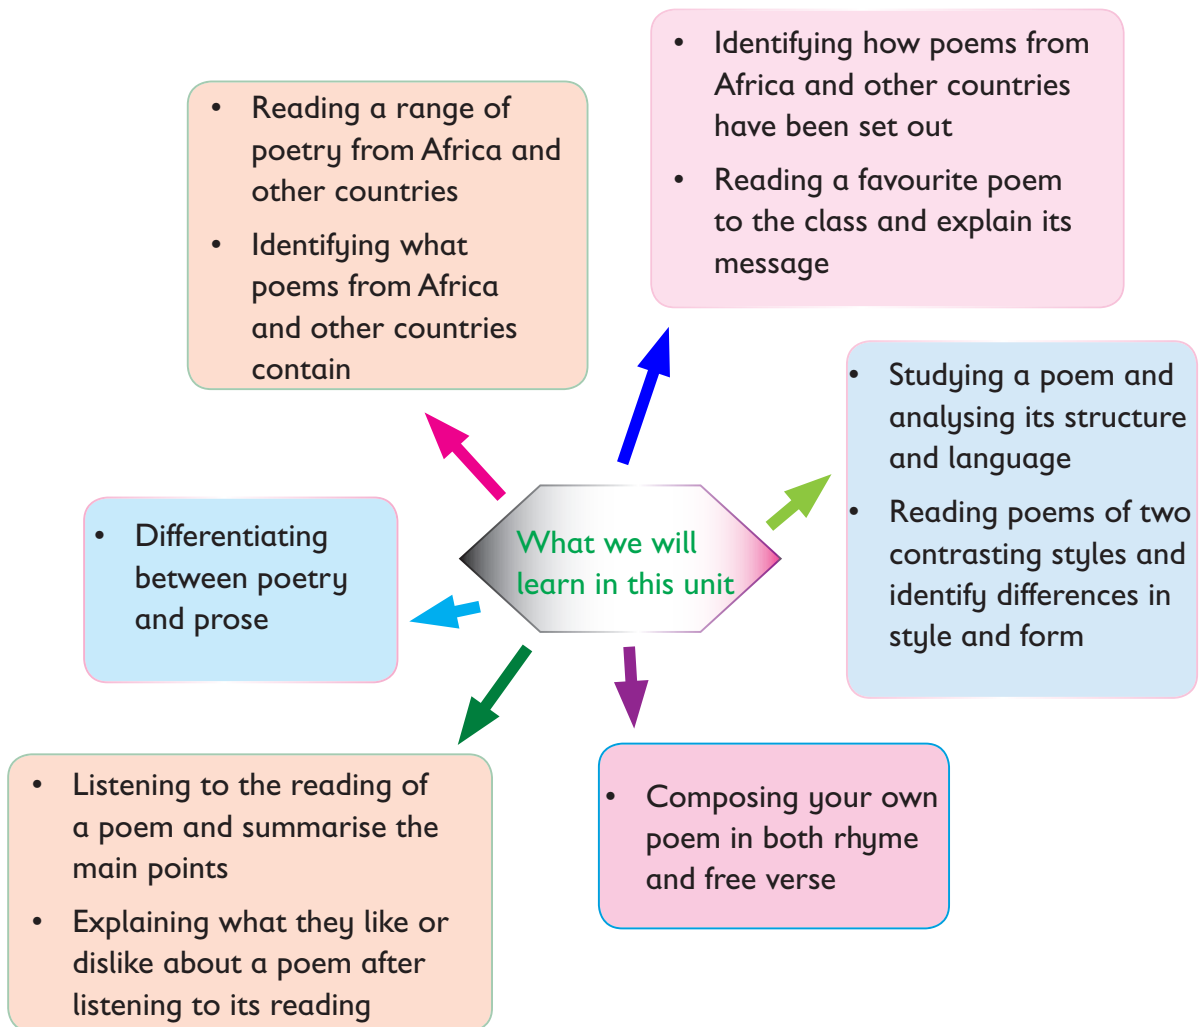 • Identifying how poems from
Africa and other countries
have been set out
• Reading a favourite poem
to the class and explain its
message
• Reading a range of
poetry from Africa and
other countries
• Identifying what
poems from Africa
and other countries
contain
• Studying a poem and
analysing its structure
and language
• Reading poems of two
contrasting styles and
identify differences in
style and form
What we will
learn in this unit
• Differentiating
between poetry
and prose
• Listening to the reading of
a poem and summarise the
main points
• Explaining what they like or
dislike about a poem after
listening to its reading
• Composing your own
poem in both rhyme
and free verse